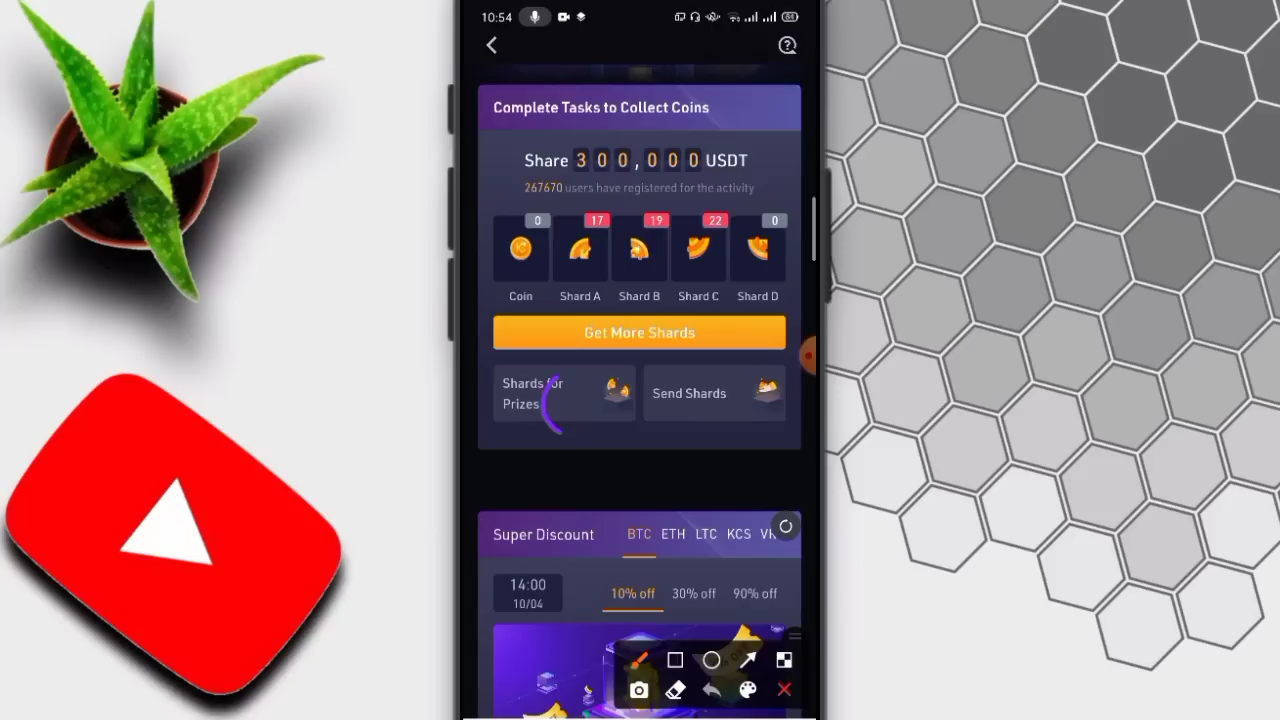 10:54
84
Complete Tasks to Collect Coins
Share 300,000 USDT
267670 users have registered for the activity
0 17 19 22 0
Coin Shard A Shard B Shard C Shard D
Get More Shards
Shards for
Prizes
Send Shards
Super Discount BTC ETH LTC KCS
14:00
10/04
10% off 30% off 90% off